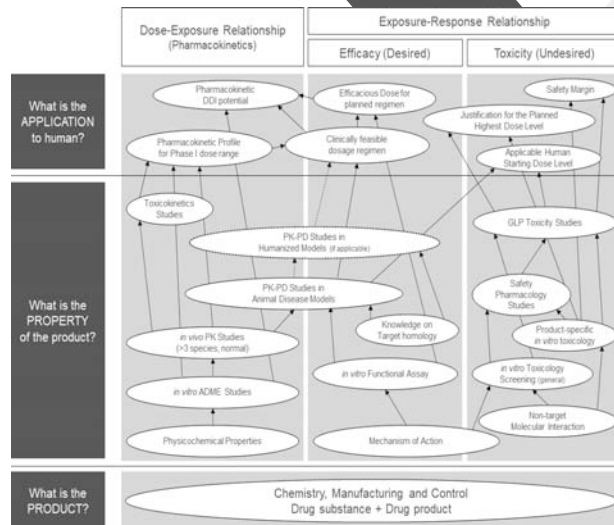 Dose-Exposure Relationship
(Pharmacokinetics)
Exposure-Response Relationship
Efficacy (Desired)
Toxicity (Undesired)
What is the
APPLICATION
to human?
Pharmacokinetic
DDI potential
Efficacious Dose for
planned regimen
Safety Margin
Justification for the Planned
Highest Dose Level
Pharmacokinetic Profile
for Phase I dose range
Clinically feasible
dosage regimen
Applicable Human
Starting Dose Level
What is the
PROPERTY
of the product?
Toxicokinetics
Studies
GLP Toxicity Studies
PK-PD Studies in
Humanized Models (if applicable)
PK-PD Studies in
Animal Disease Models
Safety
Pharmacology
Studies
Knowledge on
Target homology
Product-specific
in vitro toxicology
in vivo PK Studies
(>3 species, normal)
in vitro Functional Assay
in vitro Toxicology
Screening (general)
in vitro ADME Studies
Non-target
Molecular Interaction
Physicochemical Properties
Mechanism of Action
What is the
PRODUCT?
Chemistry, Manufacturing and Control
Drug substance + Drug product